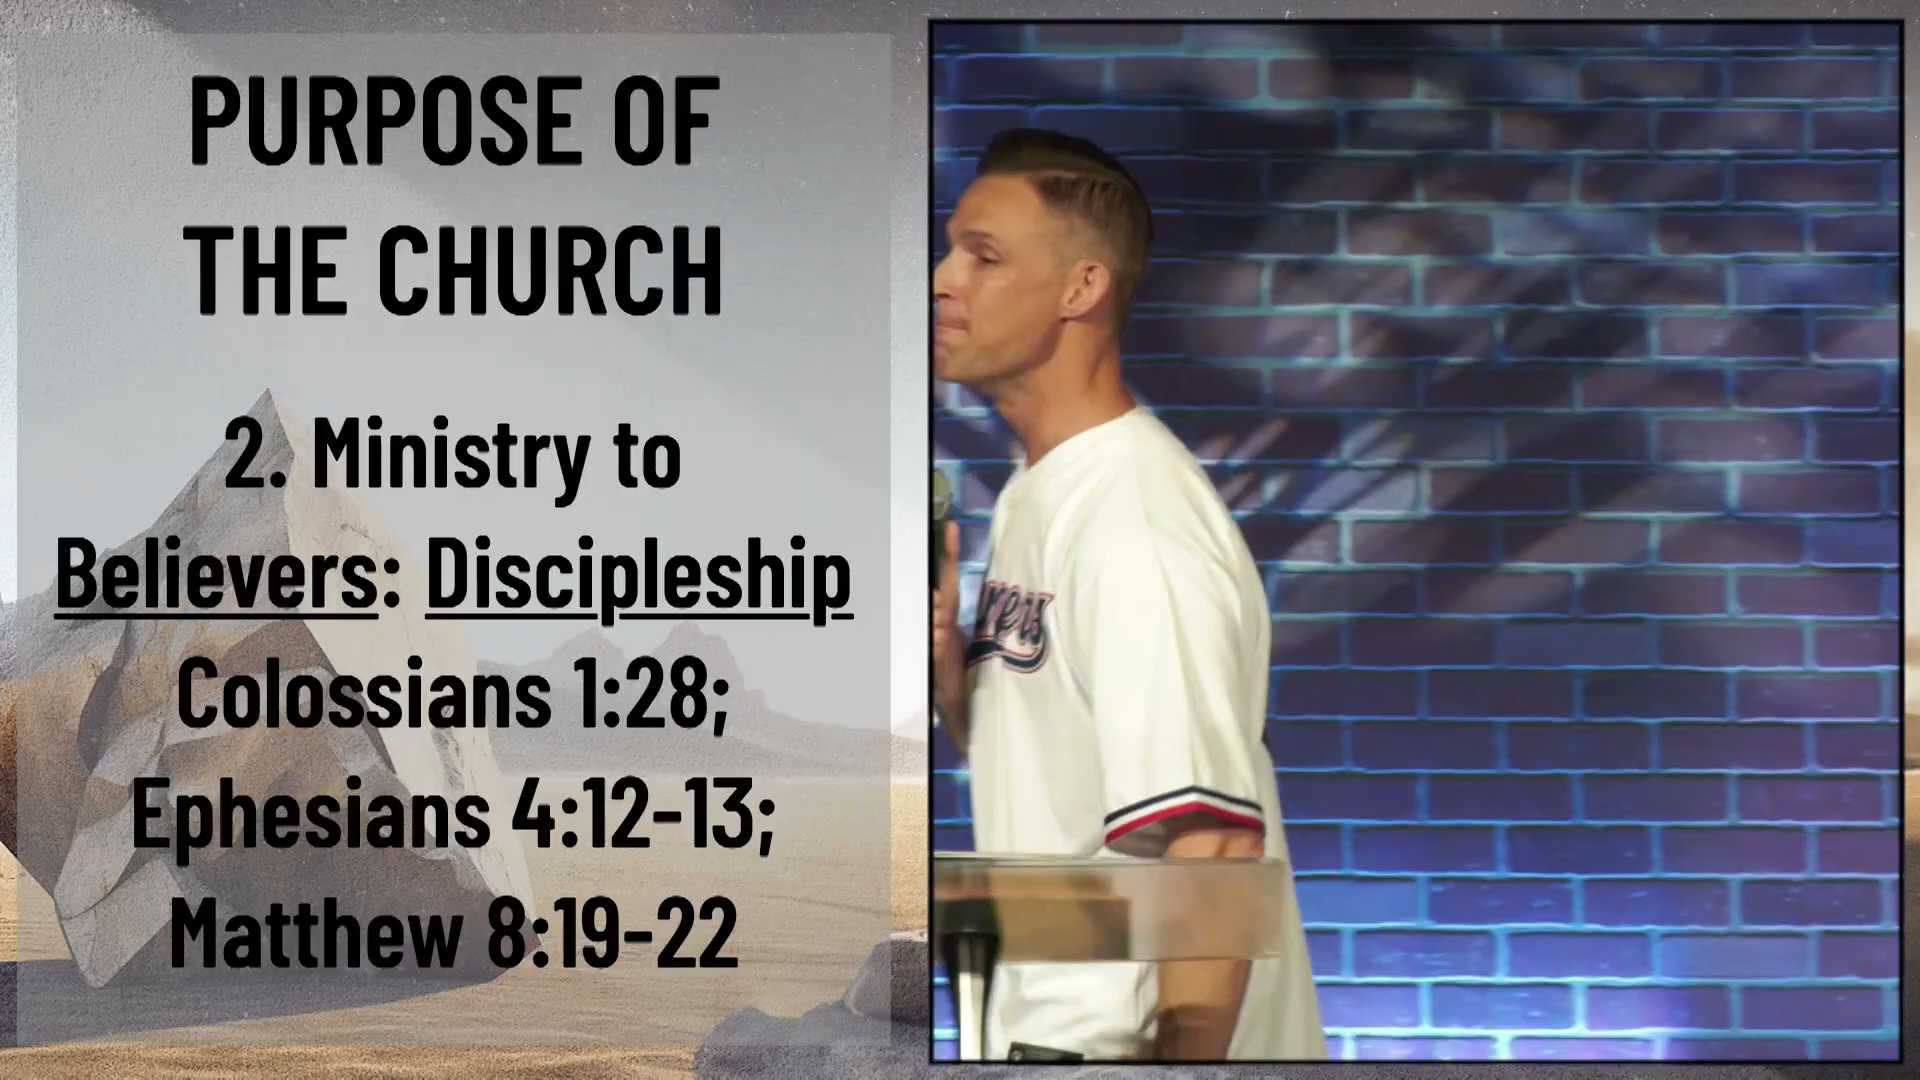 PURPOSE OF
THE CHURCH
2. Ministry to
Believers: Discipleship
Colossians 1:28;
Ephesians 4:12-13;
Matthew 8:19-22